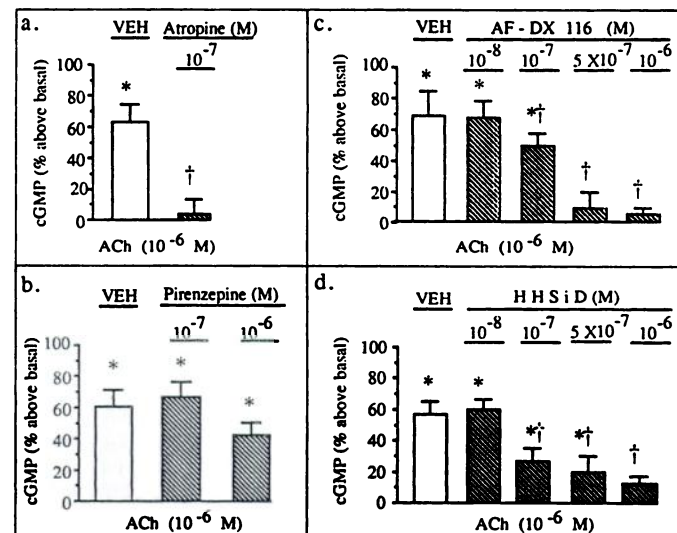 a.
VEH Atropine (M)
10⁻⁷
100
80
60
40
20
0
cGMP (% above basal)
*
†
ACh (10⁻⁶ M)
b.
VEH Pirenzepine (M)
10⁻⁷ 10⁻⁶
100
80
60
40
20
0
cGMP (% above basal)
* * *
ACh (10⁻⁶ M)
c.
AF-DX 116 (M)
VEH 10⁻⁸ 10⁻⁷ 5 X10⁻⁷ 10⁻⁶
100
80
60
40
20
0
cGMP (% above basal)
* * *† † †
ACh (10⁻⁶ M)
d.
VEH HHSiD (M)
10⁻⁸ 10⁻⁷ 5 X10⁻⁷ 10⁻⁶
100
80
60
40
20
0
cGMP (% above basal)
* * *† *† †
ACh (10⁻⁶ M)